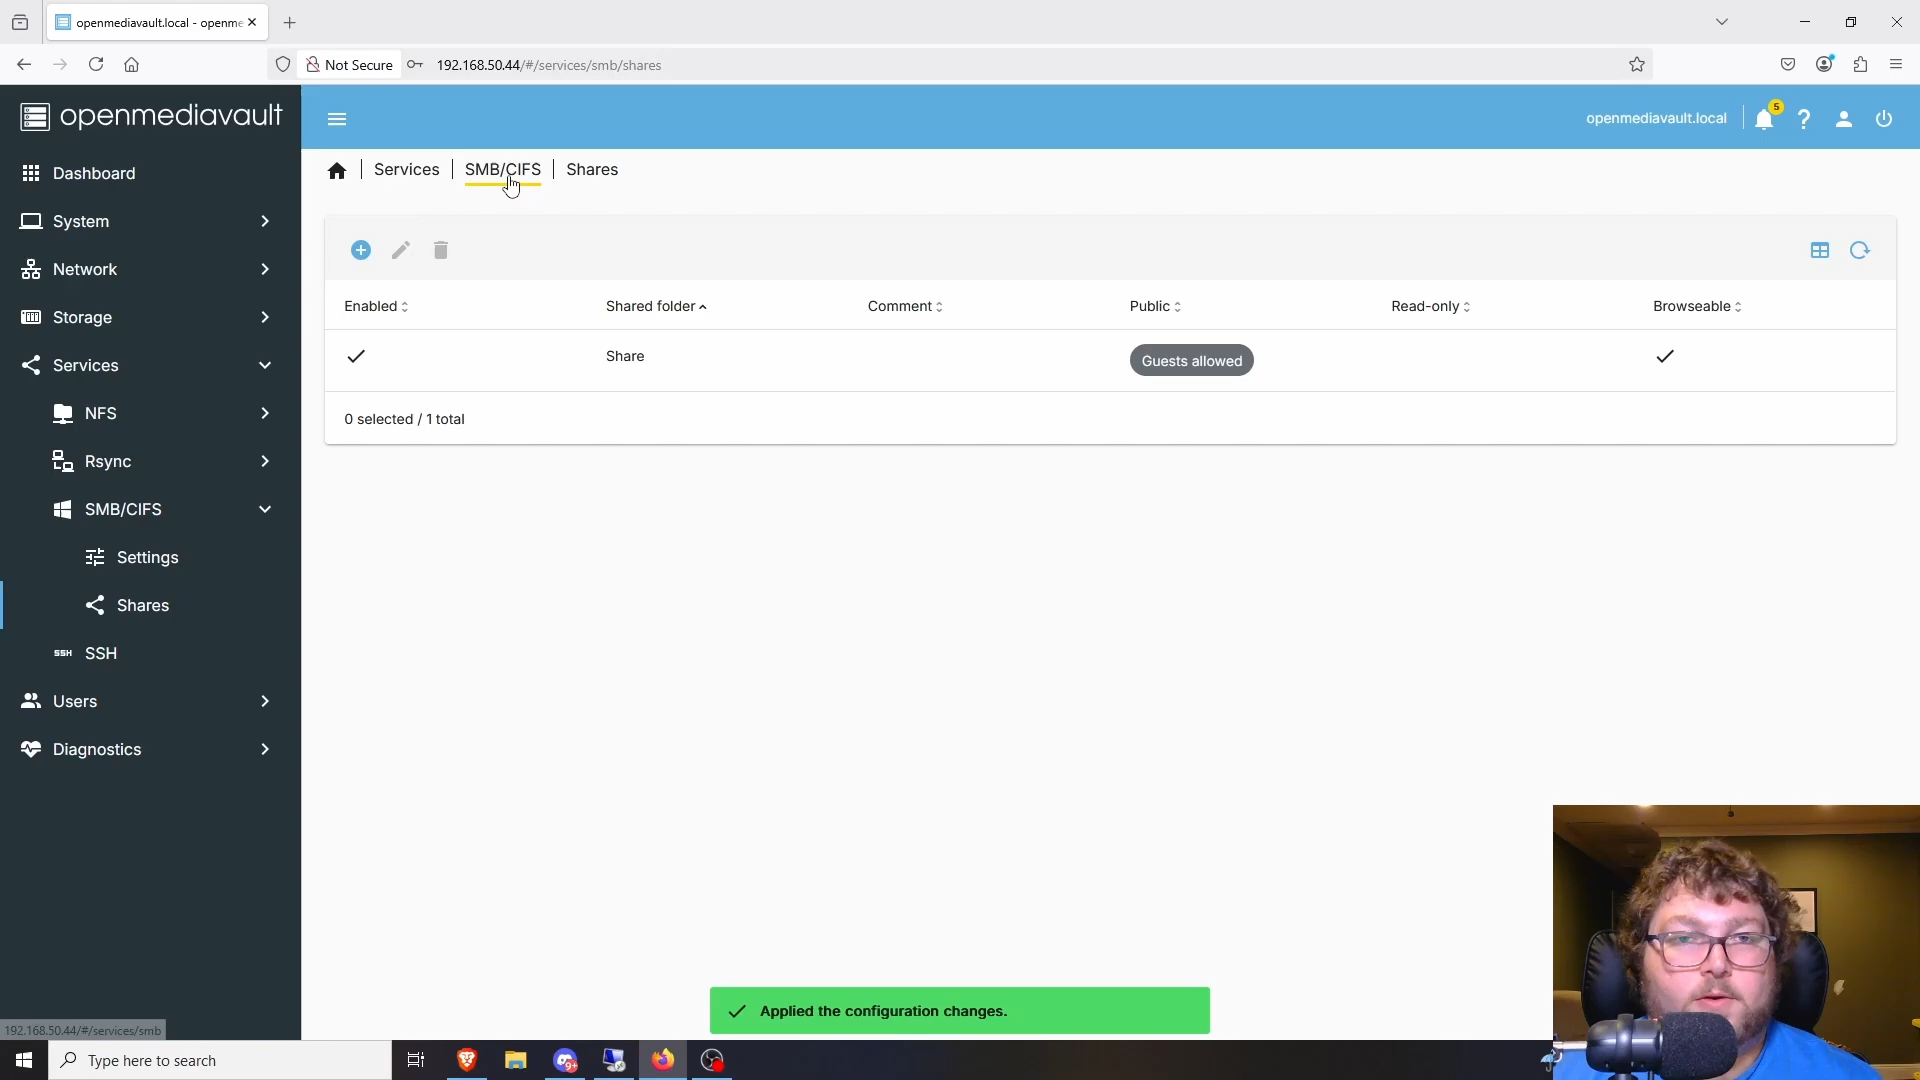 openmediavault.local - openme
Not Secure
192.168.50.44/#/services/smb/shares
openmediavault
openmediavault.local
5
Dashboard
System
Network
Storage
Services
NFS
Rsync
SMB/CIFS
Settings
Shares
SSH
SSH
Users
Diagnostics
Services
SMB/CIFS
Shares
Enabled
Shared folder
Comment
Public
Read-only
Browseable
Share
Guests allowed
0 selected / 1 total
Applied the configuration changes.
192.168.50.44/#/services/smb
Type here to search
9+